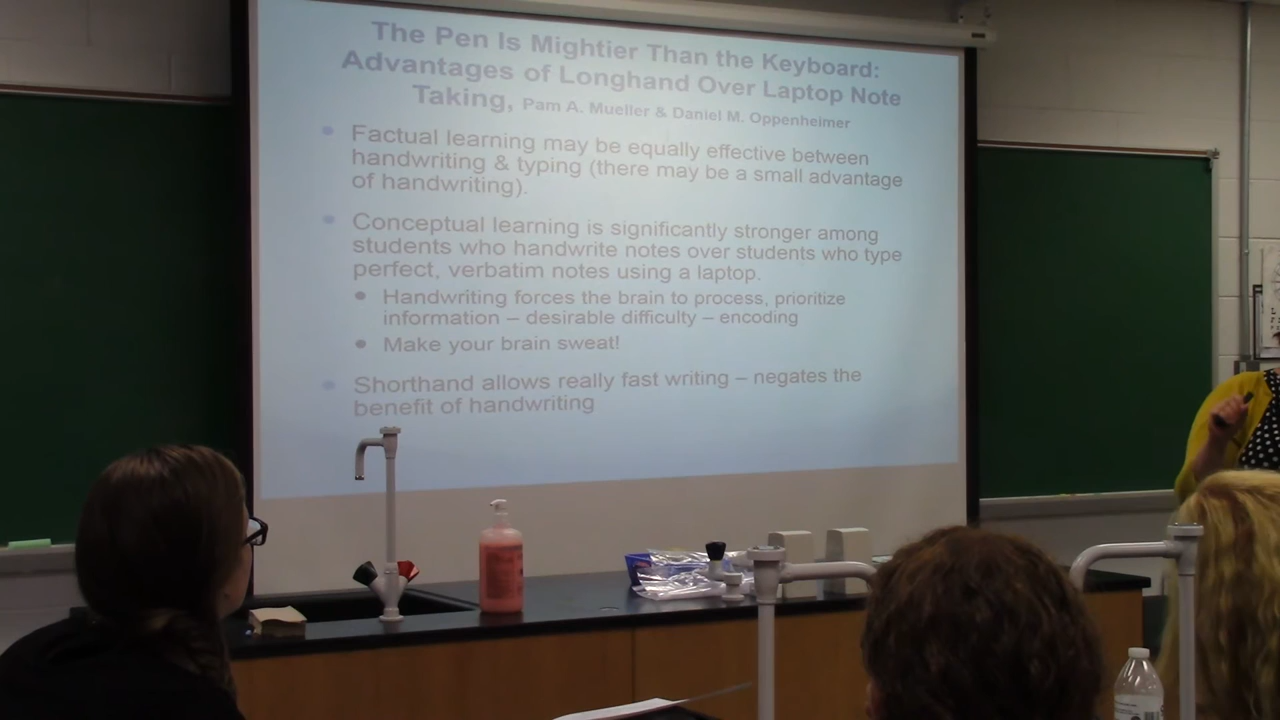 The Pen Is Mightier Than the Keyboard:
Advantages of Longhand Over Laptop Note
Taking, Pam A. Mueller & Daniel M. Oppenheimer
Factual learning may be equally effective between
handwriting & typing (there may be a small advantage
of handwriting).
Conceptual learning is significantly stronger among
students who handwrite notes over students who type
perfect, verbatim notes using a laptop.
Handwriting forces the brain to process, prioritize
information – desirable difficulty – encoding
Make your brain sweat!
Shorthand allows really fast writing – negates the
benefit of handwriting